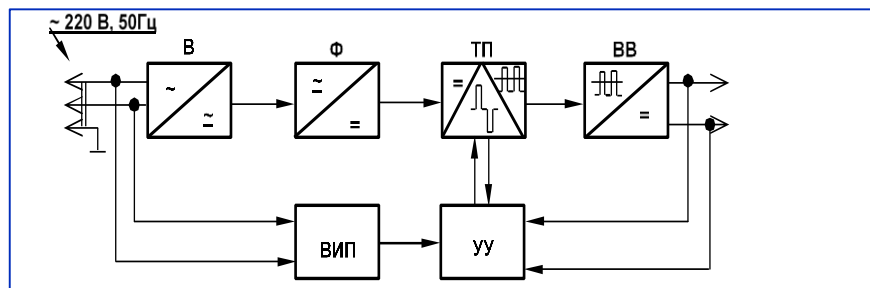 ~ 220 В, 50Гц
В
Ф
ТП
ВВ
ВИП
УУ